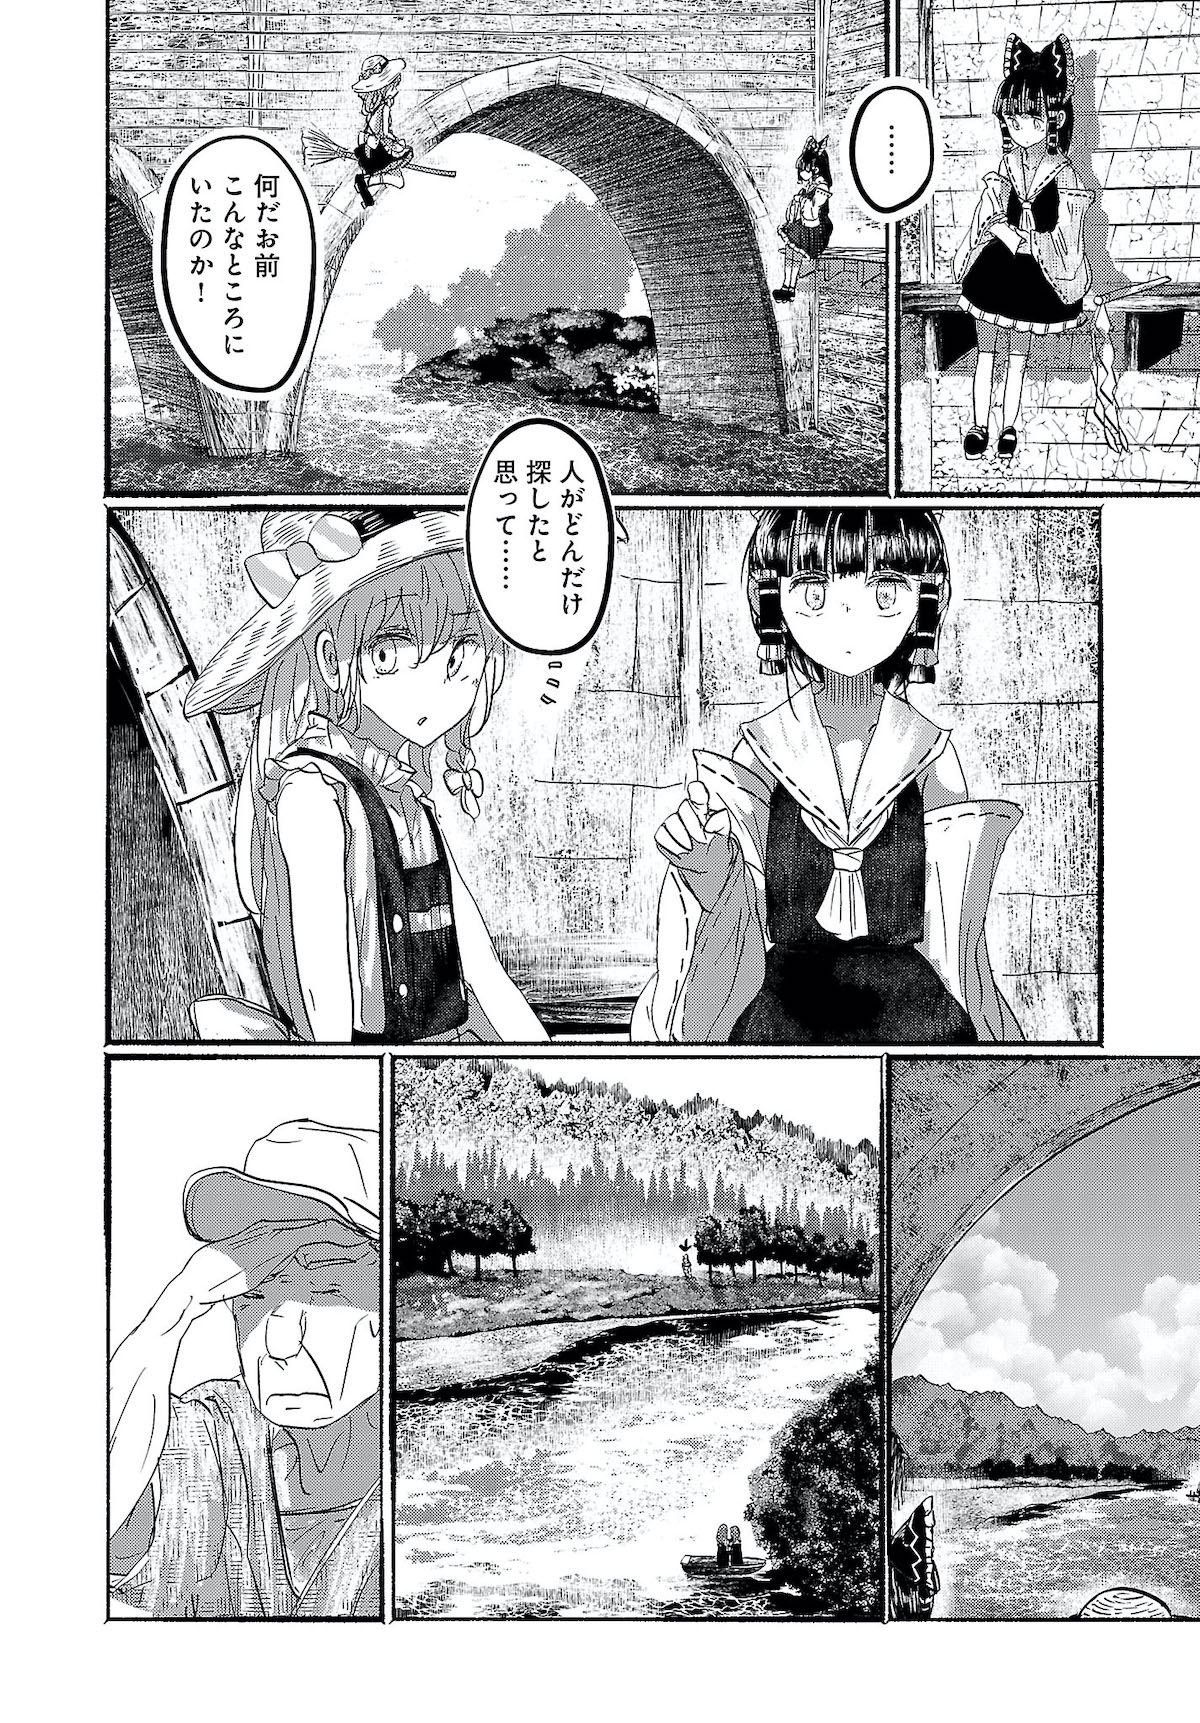 ……
何だお前
こんなところに
いたのか!
人がどんだけ
探したと
思って……